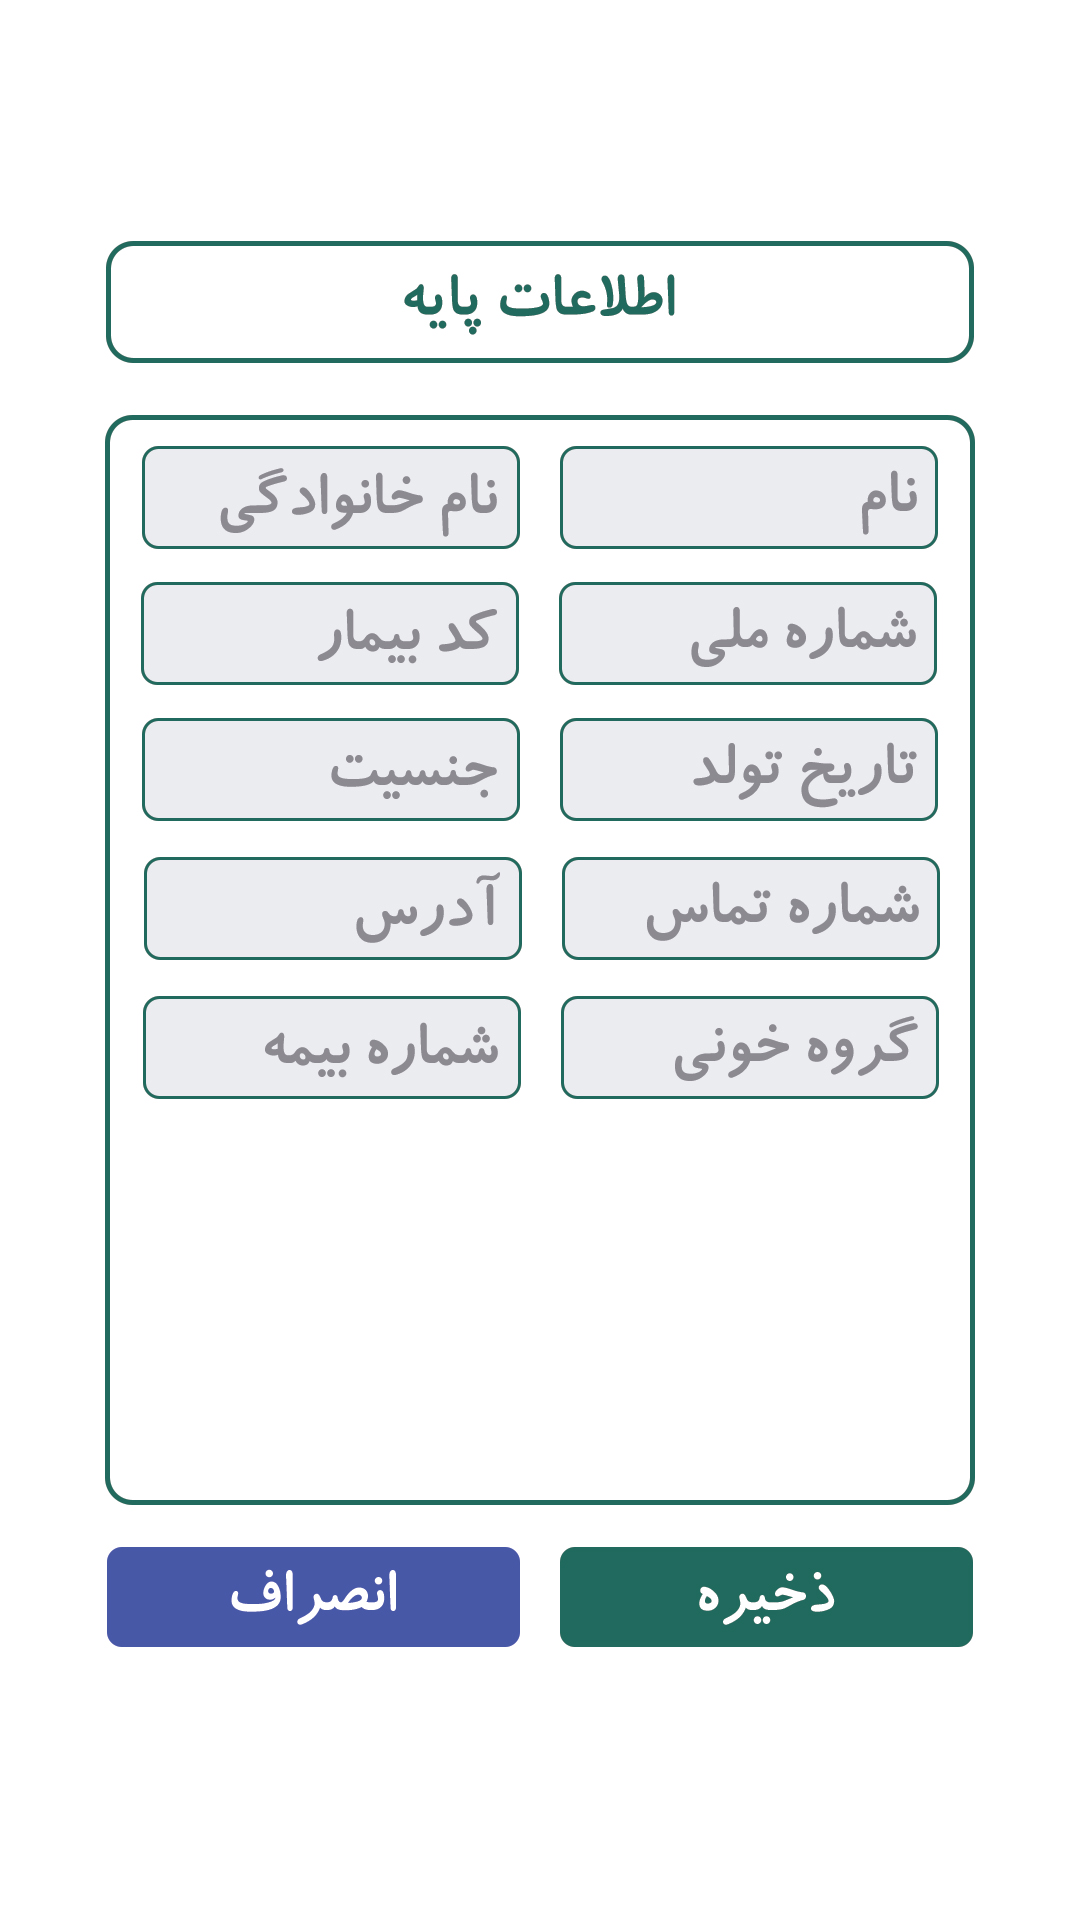 اطلاعات پایه
نام
نام خانوادگی
شماره ملی
کد بیمار
تاریخ تولد
جنسیت
شماره تماس
آدرس
گروه خونی
شماره بیمه
ذخیره
انصراف